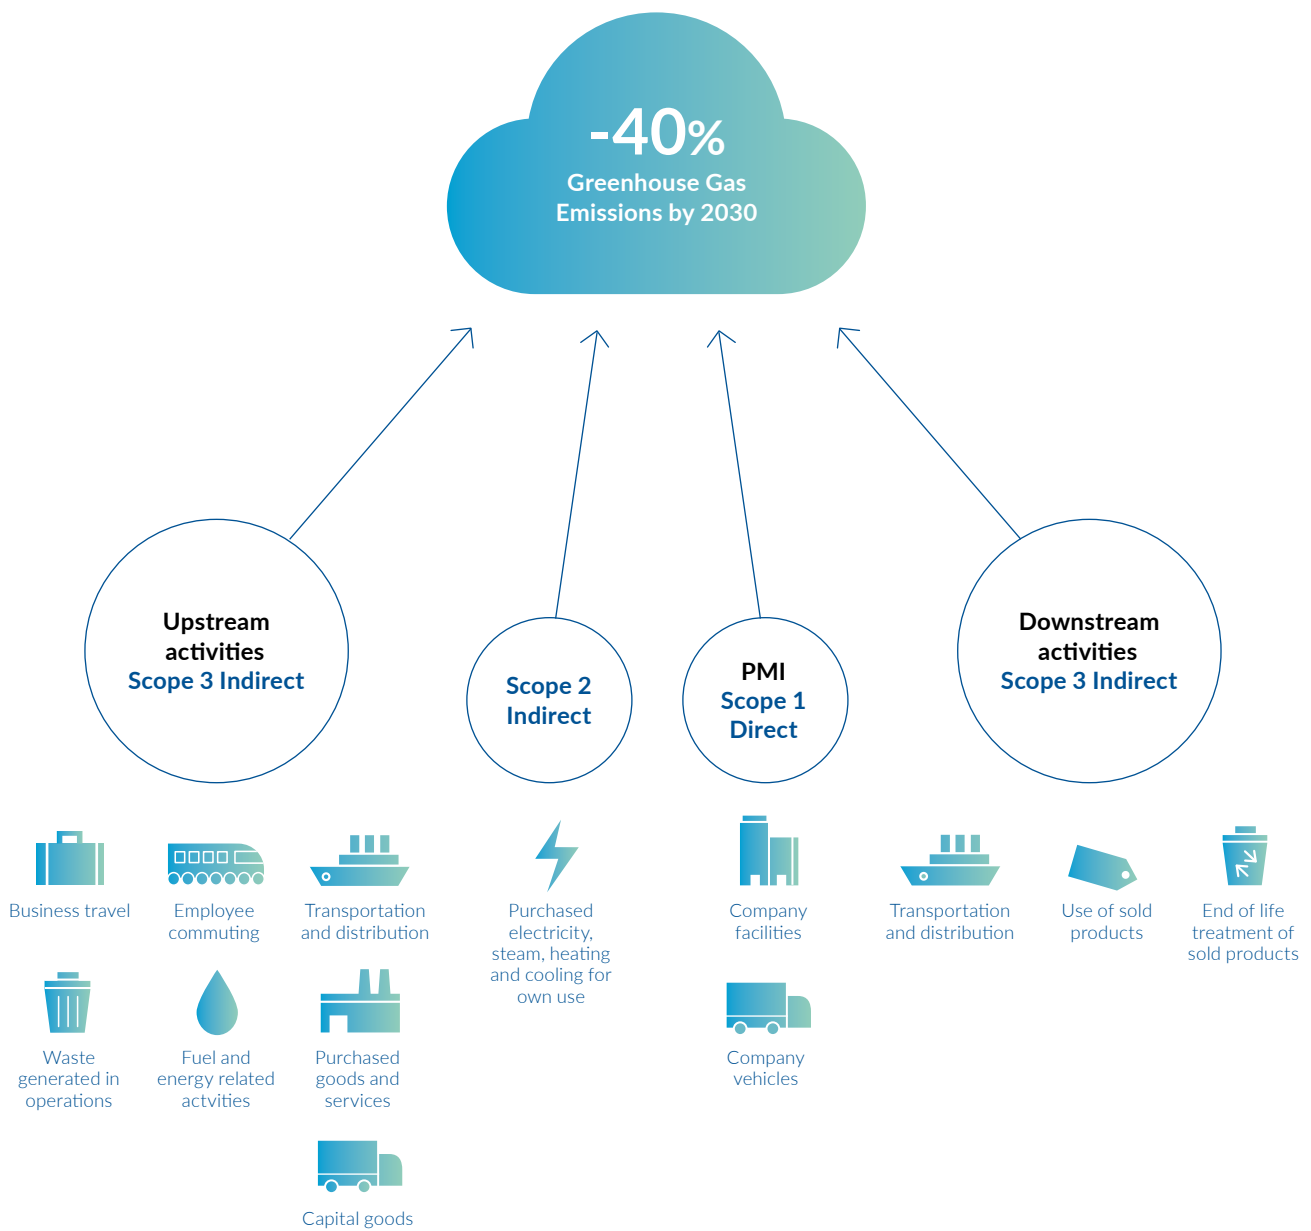 -40%
Greenhouse Gas
Emissions by 2030
Upstream
activities
Scope 3 Indirect
Scope 2
Indirect
PMI
Scope 1
Direct
Downstream
activities
Scope 3 Indirect
Business travel
Employee
commuting
Transportation
and distribution
Waste
generated in
operations
Fuel and
energy related
actvities
Purchased
goods and
services
Capital goods
Purchased
electricity,
steam, heating
and cooling for
own use
Company
facilities
Company
vehicles
Transportation
and distribution
Use of sold
products
End of life
treatment of
sold products